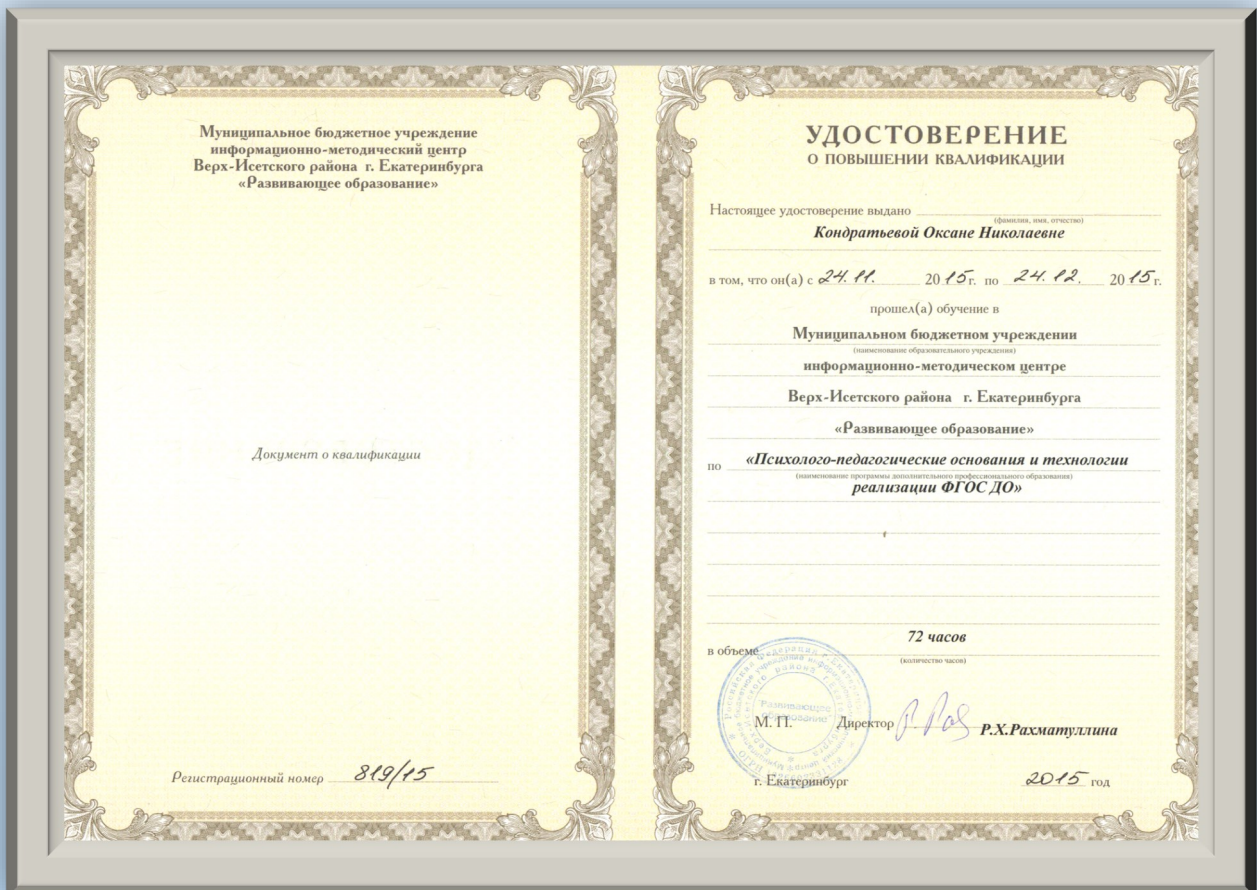 Муниципальное бюджетное учреждение
информационно-методический центр
Верх-Исетского района г. Екатеринбурга
«Развивающее образование»
Документ о квалификации
Регистрационный номер 819/15
УДОСТОВЕРЕНИЕ
О ПОВЫШЕНИИ КВАЛИФИКАЦИИ
Настоящее удостоверение выдано
(фамилия, имя, отчество)
Кондратьевой Оксане Николаевне
в том, что он(а) с 24.11. 2015г. по 24.12. 2015г.
прошел(а) обучение в
Муниципальном бюджетном учреждении
(наименование образовательного учреждения)
информационно-методическом центре
Верх-Исетского района г. Екатеринбурга
«Развивающее образование»
по «Психолого-педагогические основания и технологии
(наименование программы дополнительного профессионального образования)
реализации ФГОС ДО»
72 часов
в объеме
(количество часов)
Развивающее
образование
М. П. Директор Р.Х.Рахматуллина
г. Екатеринбург 2015 год